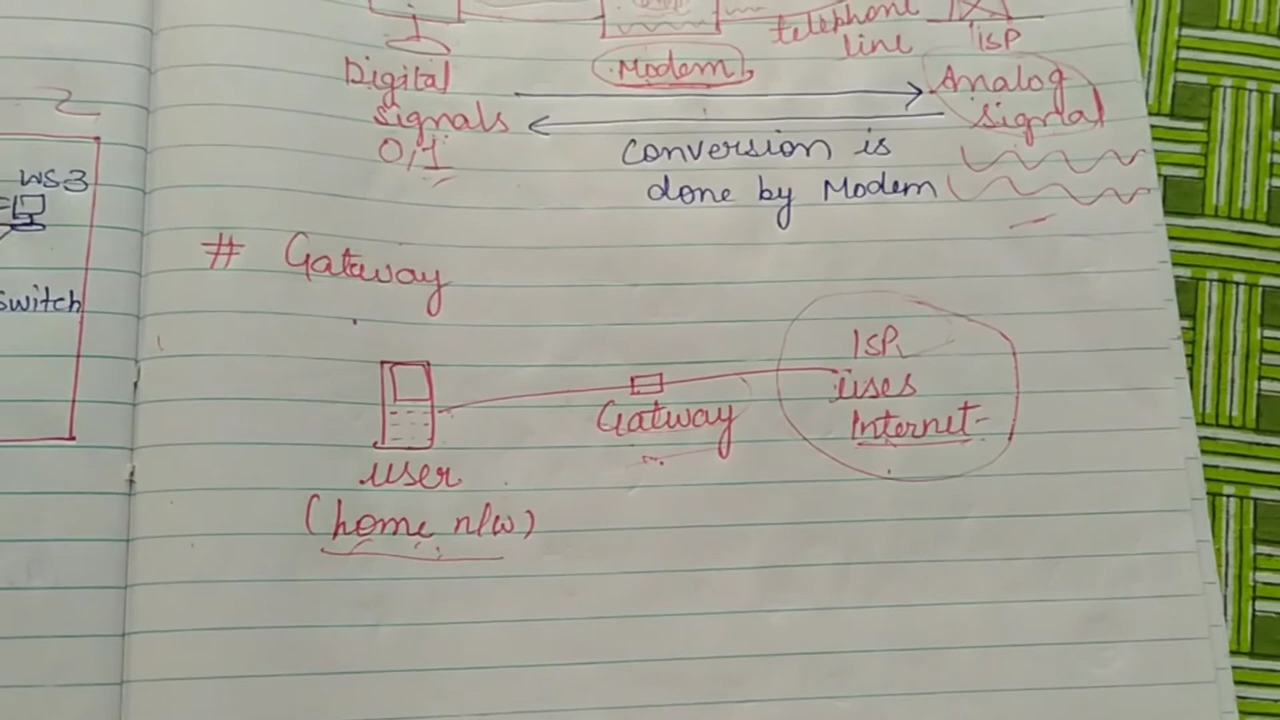 telephone
line
ISP
Modem
Digital
signals
0,1
Analog
signal
conversion is
done by Modem
WS3
Switch
# Gateway
user
(home n/w)
Gatway
ISP
uses
Internet